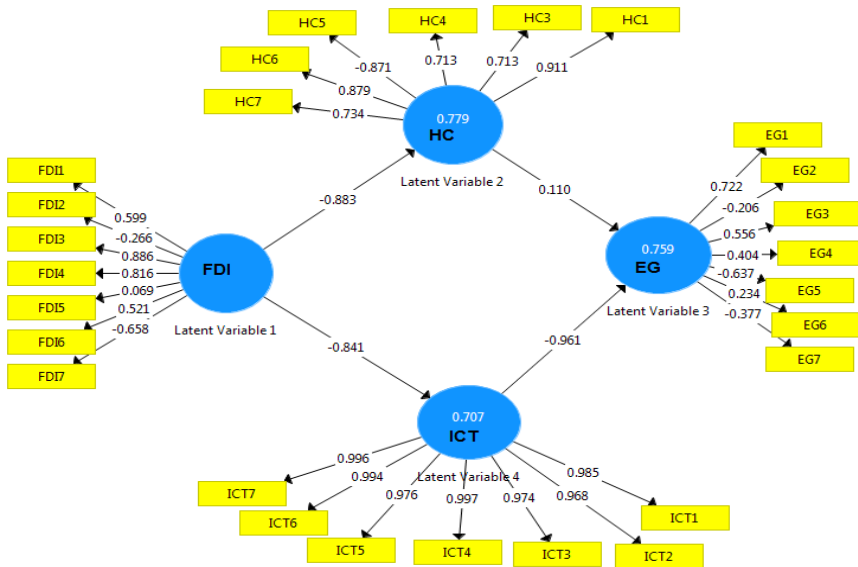 HC5
HC4
HC3
HC1
HC6
HC7
-0.871
0.713
0.713
0.911
0.879
0.734
0.779
HC
Latent Variable 2
FDI1
FDI2
FDI3
FDI4
FDI5
FDI6
FDI7
0.599
-0.266
0.886
0.816
0.069
0.521
-0.658
FDI
Latent Variable 1
-0.883
0.110
-0.841
-0.961
EG1
EG2
EG3
EG4
EG5
EG6
EG7
0.722
-0.206
0.556
0.404
-0.637
0.234
-0.377
0.759
EG
Latent Variable 3
0.707
ICT
Latent Variable 4
0.996
0.994
0.976
0.997
0.974
0.968
0.985
ICT7
ICT6
ICT5
ICT4
ICT3
ICT2
ICT1